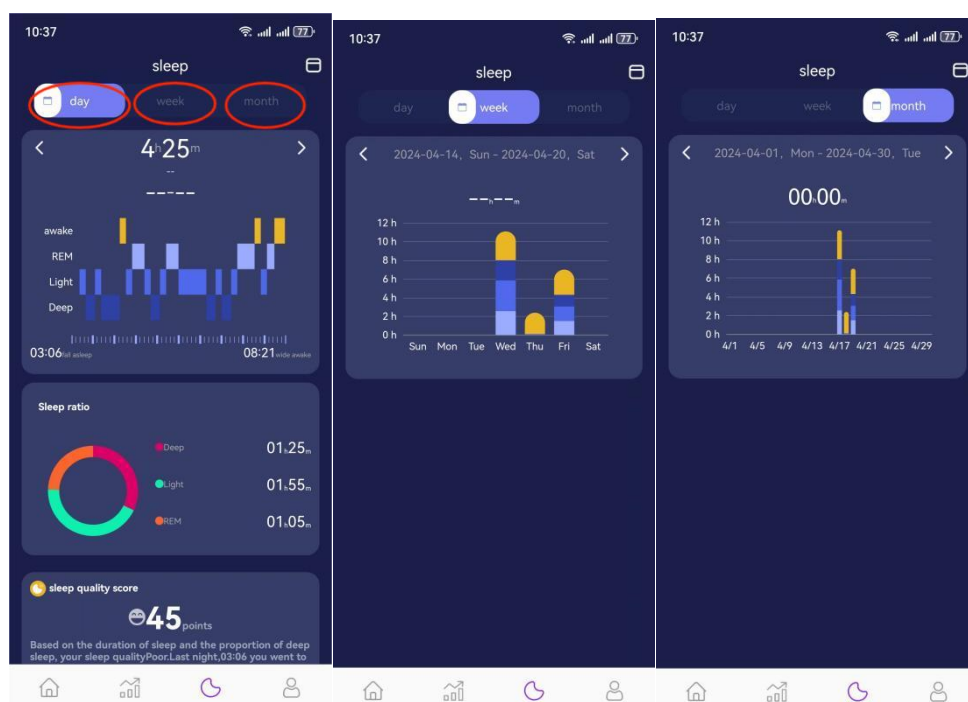 10:37
77
sleep
day week month
4h25m
--
-----
awake
REM
Light
Deep
03:06fall asleep 08:21wide awake
Sleep ratio
Deep 01h25m
Light 01h55m
REM 01h05m
sleep quality score
45points
Based on the duration of sleep and the proportion of deep
sleep, your sleep qualityPoor.Last night,03:06 you went to
10:37
77
sleep
day week month
2024-04-14, Sun - 2024-04-20, Sat
--h--m
12 h
10 h
8 h
6 h
4 h
2 h
0 h
Sun Mon Tue Wed Thu Fri Sat
10:37
77
sleep
day week month
2024-04-01, Mon - 2024-04-30, Tue
00h00m
12 h
10 h
8 h
6 h
4 h
2 h
0 h
4/1 4/5 4/9 4/13 4/17 4/21 4/25 4/29